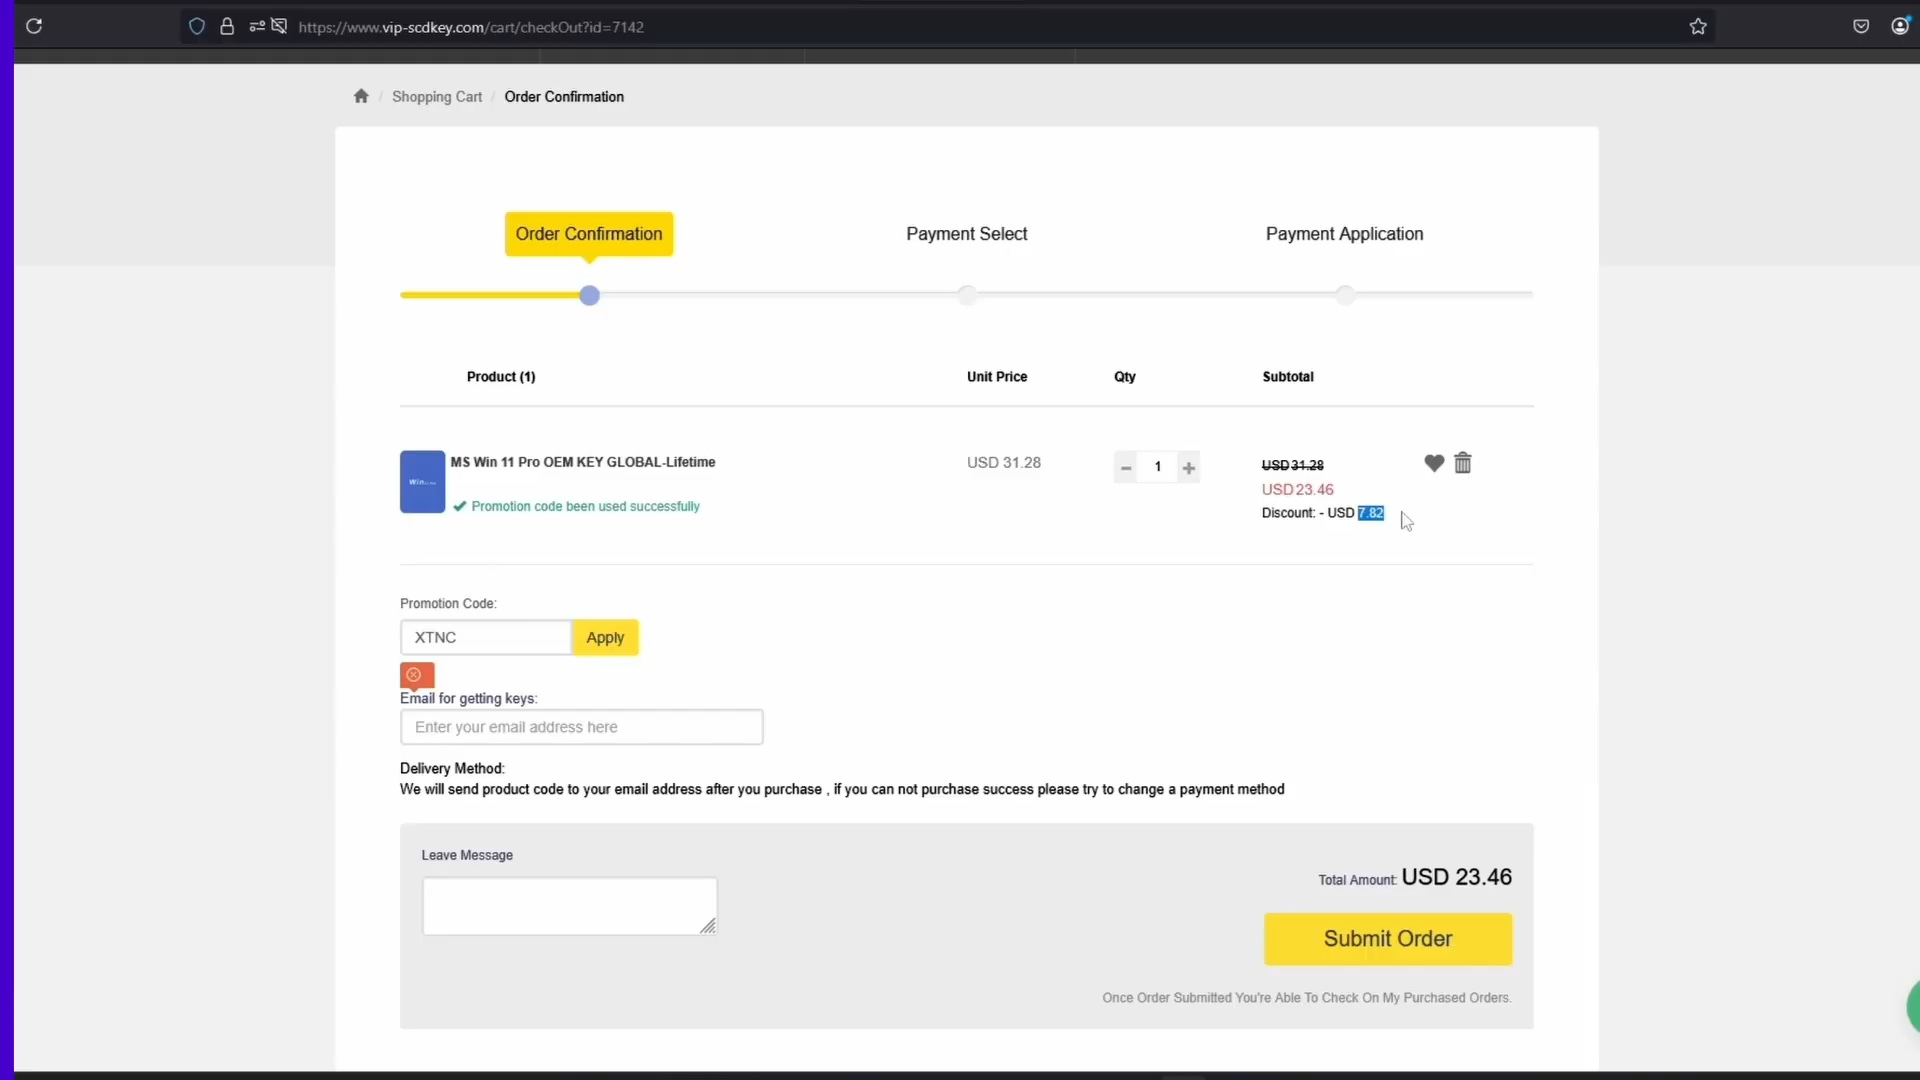 https://www.vip-scdkey.com/cart/checkOut?id=7142
/ Shopping Cart / Order Confirmation
Order Confirmation
Payment Select
Payment Application
Product (1)
Unit Price
Qty
Subtotal
MS Win 11 Pro OEM KEY GLOBAL-Lifetime
USD 31.28
1
USD 31.28
USD 23.46
Promotion code been used successfully
Discount: - USD 7.82
Promotion Code:
XTNC
Apply
Email for getting keys:
Enter your email address here
Delivery Method:
We will send product code to your email address after you purchase , if you can not purchase success please try to change a payment method
Leave Message
Total Amount: USD 23.46
Submit Order
Once Order Submitted You're Able To Check On My Purchased Orders.